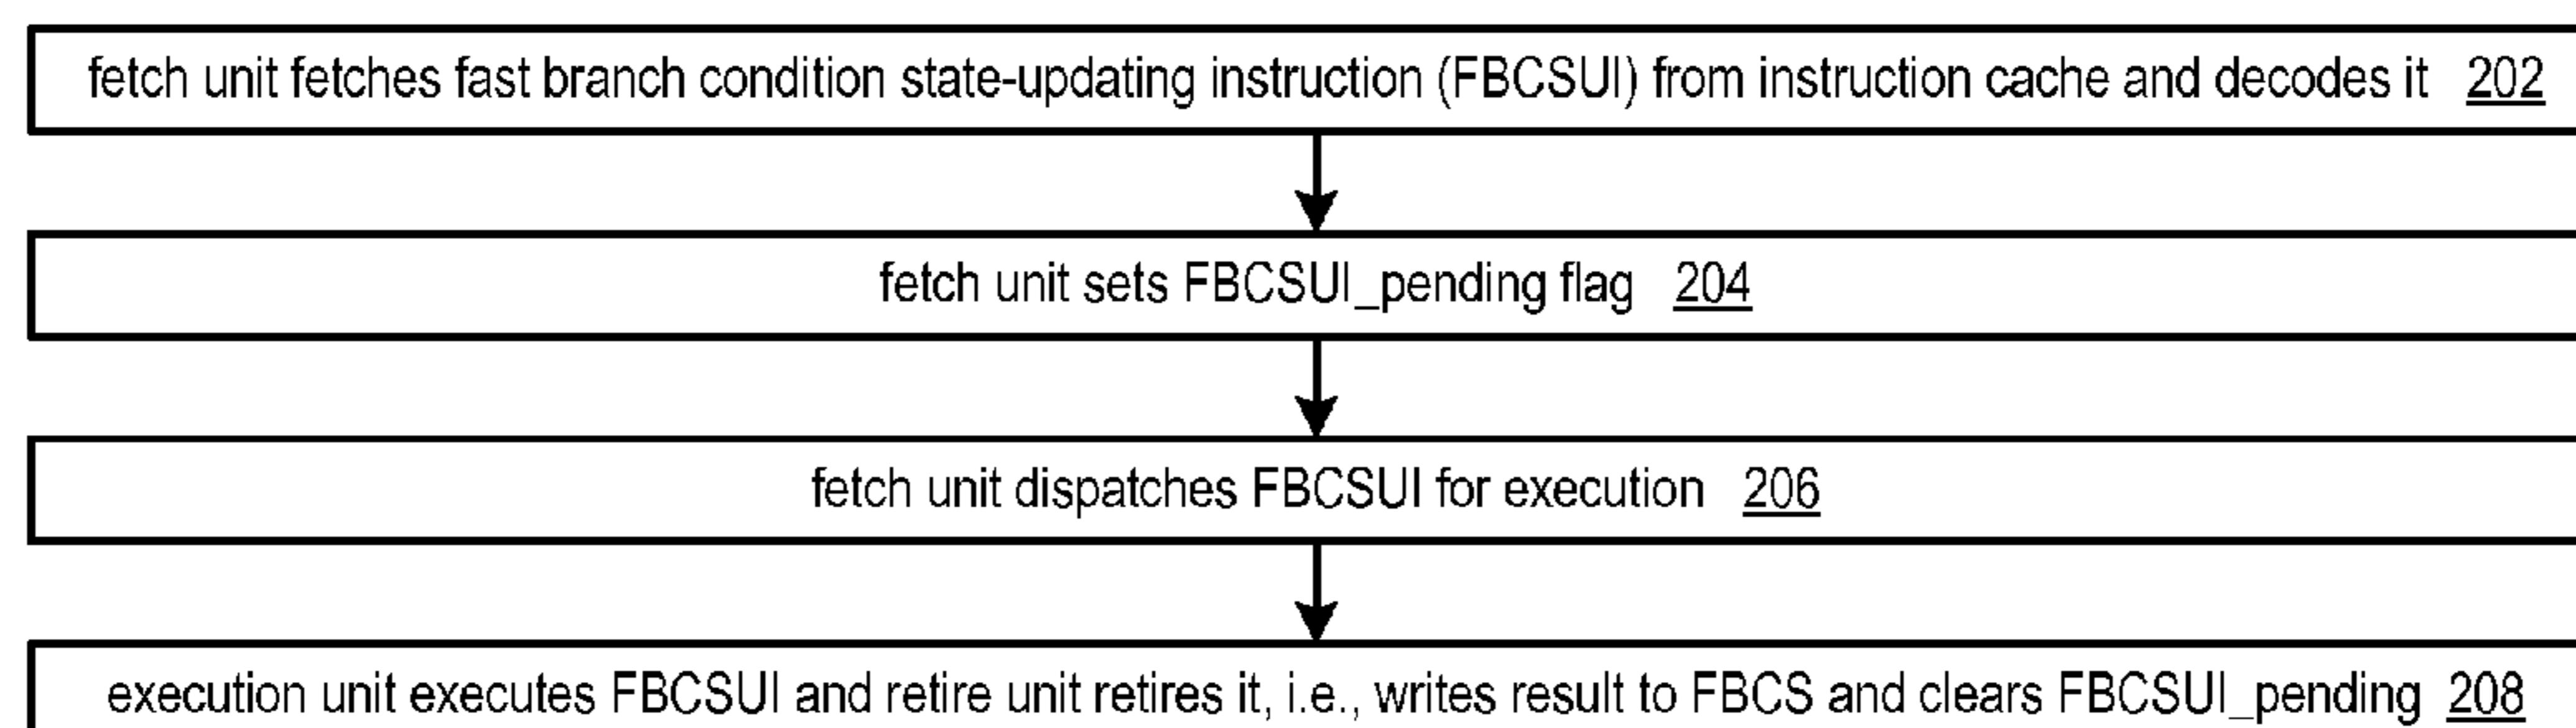 fetch unit fetches fast branch condition state-updating instruction (FBCSUI) from instruction cache and decodes it 202
fetch unit sets FBCSUI_pending flag 204
fetch unit dispatches FBCSUI for execution 206
execution unit executes FBCSUI and retire unit retires it, i.e., writes result to FBCS and clears FBCSUI_pending 208